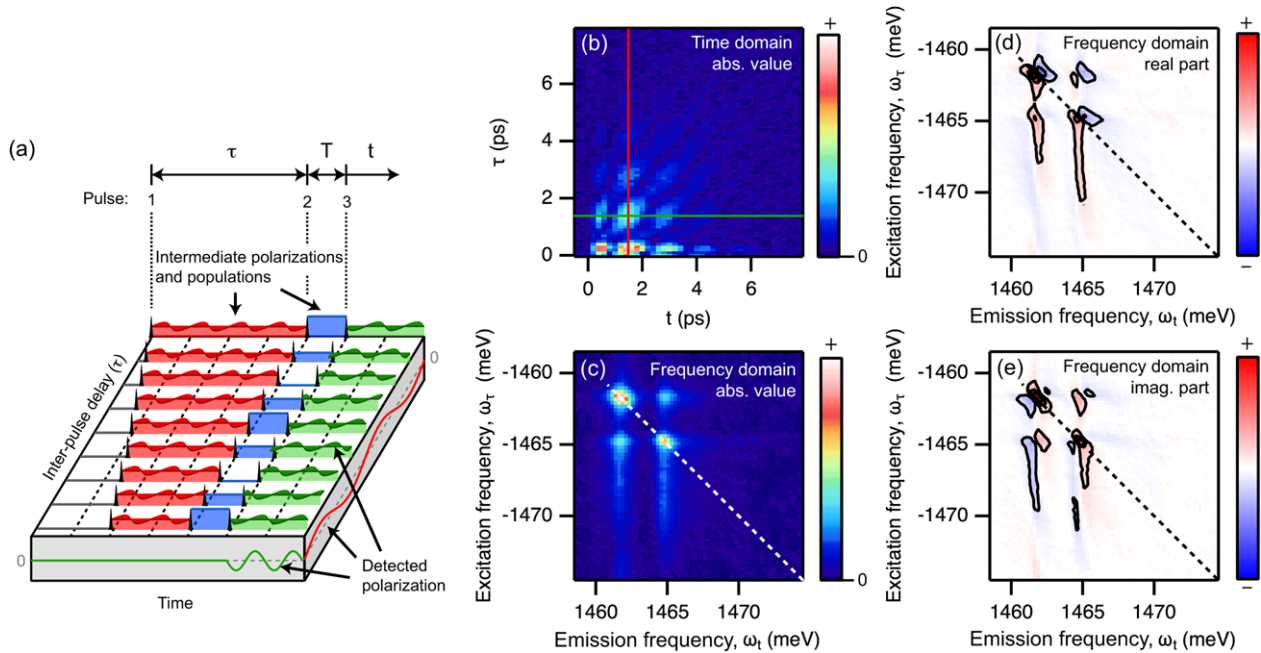 (a)
τ
T
t
Pulse:
1
2
3
Intermediate polarizations
and populations
Inter-pulse delay (τ)
0
0
Time
Detected
polarization
(b)
Time domain
abs. value
+
0
6
4
2
0
τ (ps)
0
2
4
6
t (ps)
(c)
Frequency domain
abs. value
+
0
-1460
-1465
-1470
Excitation frequency, ωτ (meV)
1460
1465
1470
Emission frequency, ωt (meV)
(d)
Frequency domain
real part
+
−
-1460
-1465
-1470
Excitation frequency, ωτ (meV)
1460
1465
1470
Emission frequency, ωt (meV)
(e)
Frequency domain
imag. part
+
−
-1460
-1465
-1470
Excitation frequency, ωτ (meV)
1460
1465
1470
Emission frequency, ωt (meV)